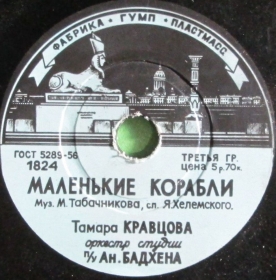 ФАБРИКА • ГУМП • ПЛАСТМАСС
ГОСТ 5289-56
1824
ТРЕТЬЯ ГР.
цена 5 р. 70 к.
МАЛЕНЬКИЕ КОРАБЛИ
Муз. М. Табачникова, сл. Я. Хелемского.
Тамара КРАВЦОВА
оркестр студии
п/у Ан. БАДХЕНА